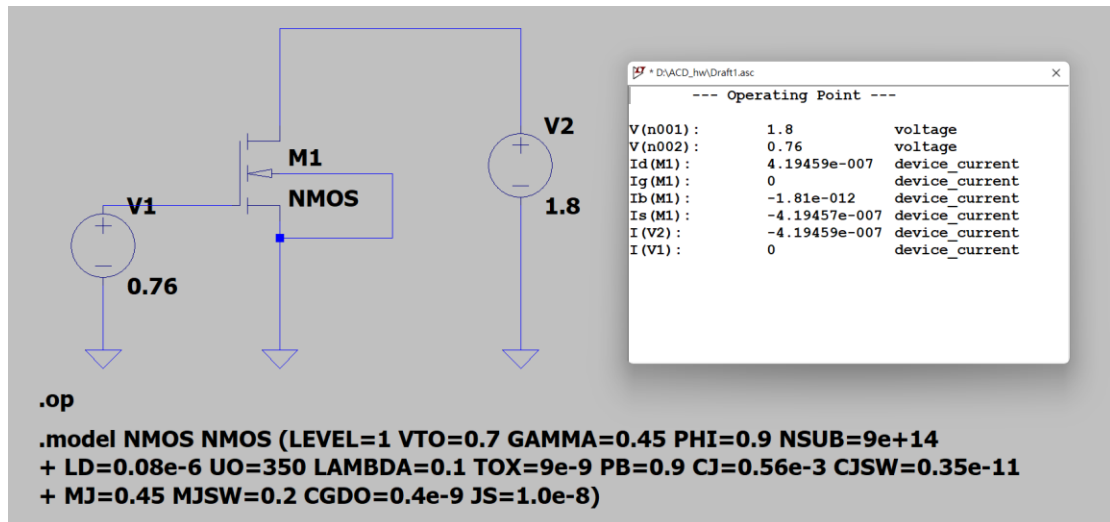 V1
0.76
M1
NMOS
V2
1.8
* D:\ACD_hw\Draft1.asc
--- Operating Point ---
V(n001): 1.8 voltage
V(n002): 0.76 voltage
Id(M1): 4.19459e-007 device_current
Ig(M1): 0 device_current
Ib(M1): -1.81e-012 device_current
Is(M1): -4.19457e-007 device_current
I(V2): -4.19459e-007 device_current
I(V1): 0 device_current
.op
.model NMOS NMOS (LEVEL=1 VTO=0.7 GAMMA=0.45 PHI=0.9 NSUB=9e+14
+ LD=0.08e-6 UO=350 LAMBDA=0.1 TOX=9e-9 PB=0.9 CJ=0.56e-3 CJSW=0.35e-11
+ MJ=0.45 MJSW=0.2 CGDO=0.4e-9 JS=1.0e-8)